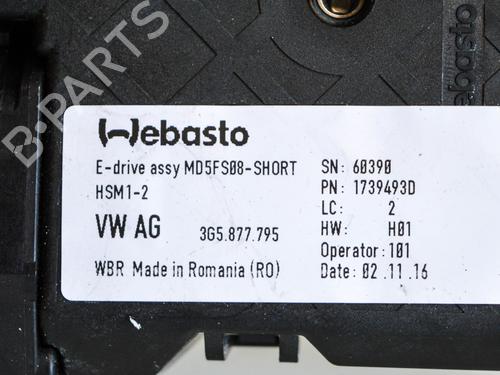 B-PARTS
Webasto
Webasto
E-drive assy MD5FS08-SHORT
HSM1-2
VW AG 3G5.877.795
WBR Made in Romania (RO)
SN: 60390
PN: 1739493D
LC: 2
HW: H01
Operator: 101
Date: 02 .11 .16